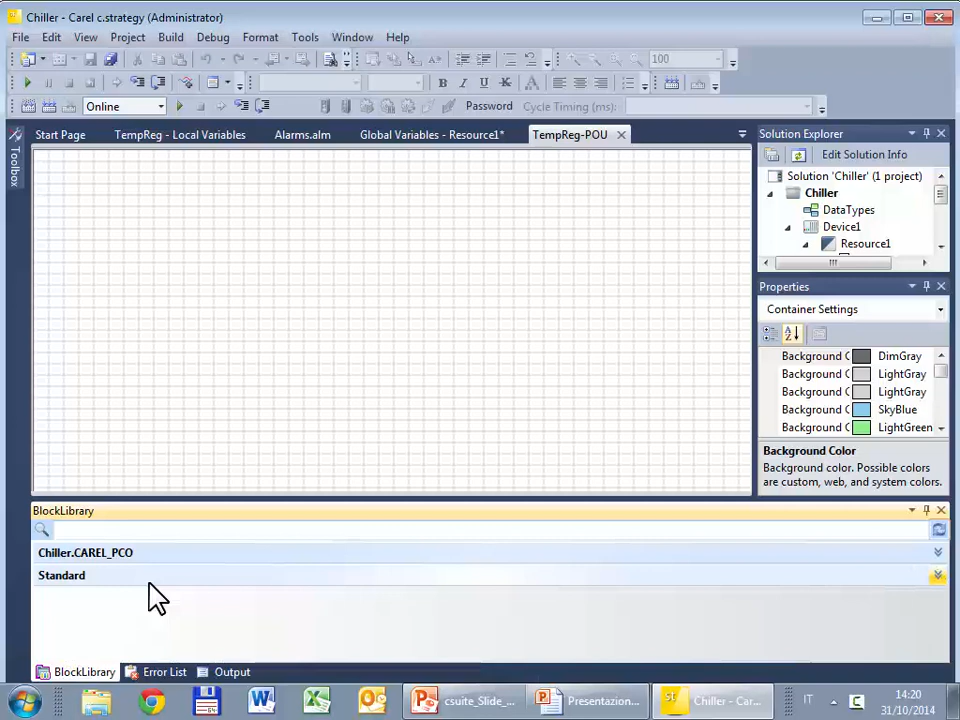 Chiller - Carel c.strategy (Administrator)
File Edit View Project Build Debug Format Tools Window Help
100
B I U K A
Online Password Cycle Timing (ms):
Start Page TempReg - Local Variables Alarms.alm Global Variables - Resource1* TempReg-POU
Toolbox
Solution Explorer
Edit Solution Info
Solution 'Chiller' (1 project)
Chiller
DataTypes
Device1
Resource1
Properties
Container Settings
Background C DimGray
Background C LightGray
Background C LightGray
Background C SkyBlue
Background C LightGreen
Background Color
Background color. Possible colors
are custom, web, and system colors.
BlockLibrary
Chiller.CAREL_PCO
Standard
BlockLibrary Error List Output
csuite_Slide_... Presentazion... Chiller - Car... IT 14:20
31/10/2014